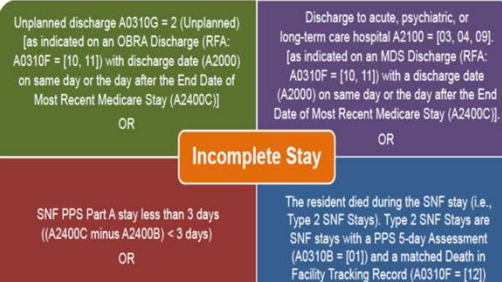 Unplanned discharge A0310G = 2 (Unplanned)
[as indicated on an OBRA Discharge (RFA:
A0310F = [10, 11]) with discharge date (A2000)
on same day or the day after the End Date of
Most Recent Medicare Stay (A2400C)]
OR
Discharge to acute, psychiatric, or
long-term care hospital A2100 = [03, 04, 09].
[as indicated on an MDS Discharge (RFA:
A0310F = [10, 11]) with a discharge date
(A2000) on same day or the day after the End
Date of Most Recent Medicare Stay (A2400C)].
OR
Incomplete Stay
SNF PPS Part A stay less than 3 days
((A2400C minus A2400B) < 3 days)
OR
The resident died during the SNF stay (i.e.,
Type 2 SNF Stays). Type 2 SNF Stays are
SNF stays with a PPS 5-day Assessment
(A0310B = [01]) and a matched Death in
Facility Tracking Record (A0310F = [12])